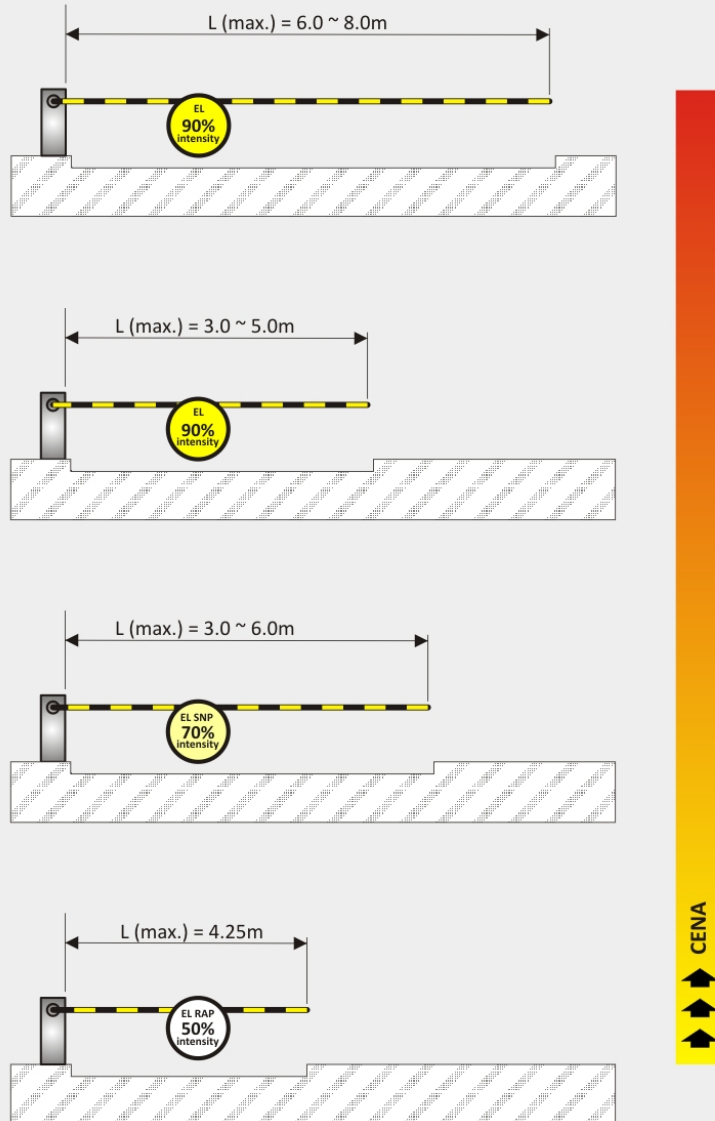 L (max.) = 6.0 ~ 8.0m
EL
90%
intensity
L (max.) = 3.0 ~ 5.0m
EL
90%
intensity
L (max.) = 3.0 ~ 6.0m
EL SNP
70%
intensity
L (max.) = 4.25m
EL RAP
50%
intensity
CENA